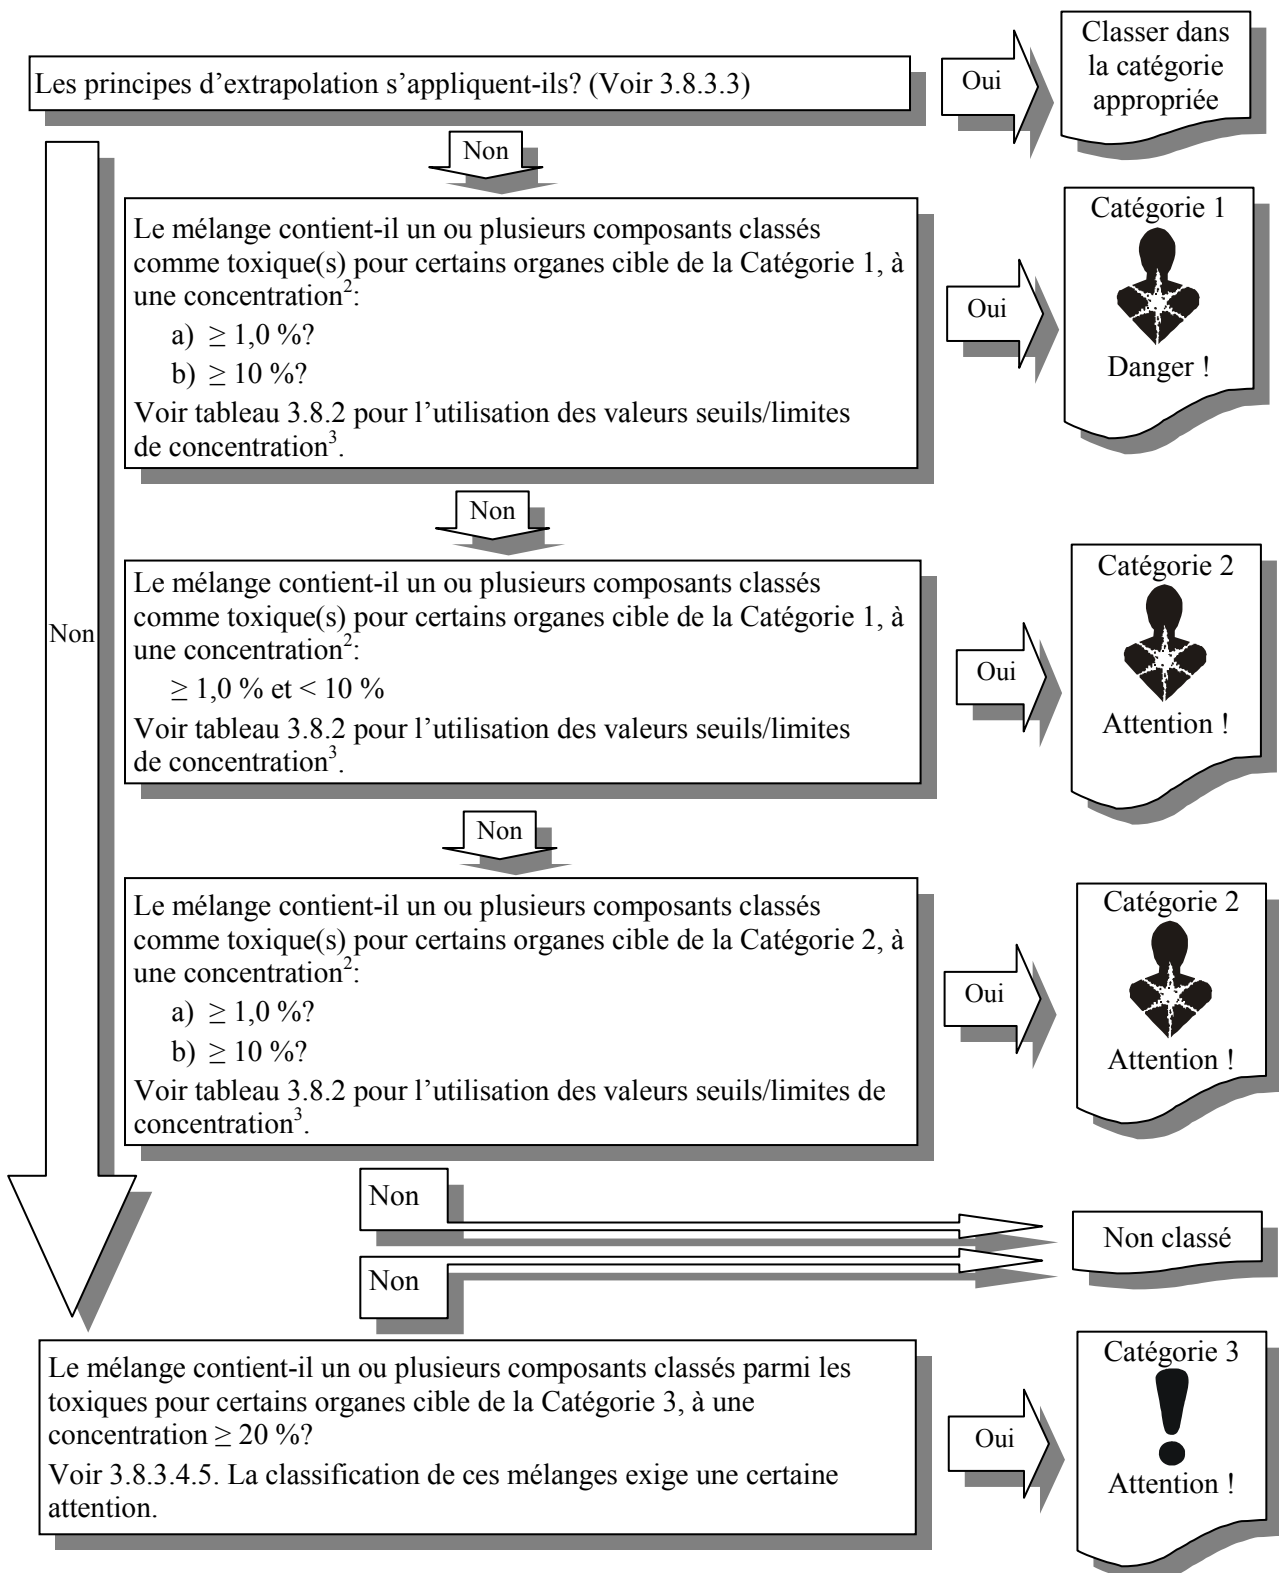 Les principes d'extrapolation s'appliquent-ils? (Voir 3.8.3.3)
Oui
Classer dans
la catégorie
appropriée
Non
Non
Le mélange contient-il un ou plusieurs composants classés
comme toxique(s) pour certains organes cible de la Catégorie 1, à
une concentration²:
a) ≥ 1,0 %?
b) ≥ 10 %?
Voir tableau 3.8.2 pour l'utilisation des valeurs seuils/limites
de concentration³.
Oui
Catégorie 1
Danger !
Non
Le mélange contient-il un ou plusieurs composants classés
comme toxique(s) pour certains organes cible de la Catégorie 1, à
une concentration²:
≥ 1,0 % et < 10 %
Voir tableau 3.8.2 pour l'utilisation des valeurs seuils/limites
de concentration³.
Oui
Catégorie 2
Attention !
Non
Le mélange contient-il un ou plusieurs composants classés
comme toxique(s) pour certains organes cible de la Catégorie 2, à
une concentration²:
a) ≥ 1,0 %?
b) ≥ 10 %?
Voir tableau 3.8.2 pour l'utilisation des valeurs seuils/limites de
concentration³.
Oui
Catégorie 2
Attention !
Non
Non classé
Non
Le mélange contient-il un ou plusieurs composants classés parmi les
toxiques pour certains organes cible de la Catégorie 3, à une
concentration ≥ 20 %?
Voir 3.8.3.4.5. La classification de ces mélanges exige une certaine
attention.
Oui
Catégorie 3
Attention !